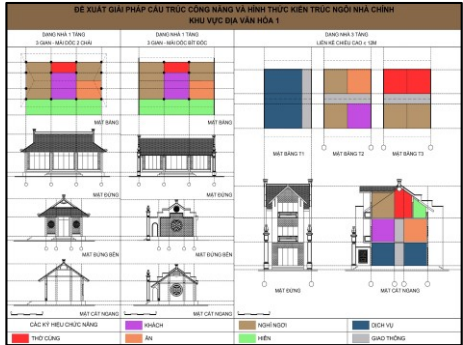 ĐỀ XUẤT GIẢI PHÁP CẤU TRÚC CÔNG NĂNG VÀ HÌNH THỨC KIẾN TRÚC NGÔI NHÀ CHÍNH
KHU VỰC ĐỊA VĂN HÓA 1
DẠNG NHÀ 1 TẦNG
3 GIAN - MÁI DỐC 2 CHÁI
DẠNG NHÀ 1 TẦNG
3 GIAN - MÁI DỐC BÍT ĐỐC
DẠNG NHÀ 3 TẦNG
LIÊN KẾ CHIỀU CAO ≤ 12M
MẶT BẰNG
MẶT BẰNG
MẶT BẰNG T1
MẶT BẰNG T2
MẶT BẰNG T3
MẶT ĐỨNG
MẶT ĐỨNG
MẶT ĐỨNG BÊN
MẶT ĐỨNG BÊN
MẶT CẮT NGANG
MẶT CẮT NGANG
MẶT ĐỨNG
MẶT CẮT NGANG
CÁC KÝ HIỆU CHỨC NĂNG
KHÁCH
NGHỈ NGƠI
DỊCH VỤ
THỜ CÚNG
ĂN
HIÊN
GIAO THÔNG